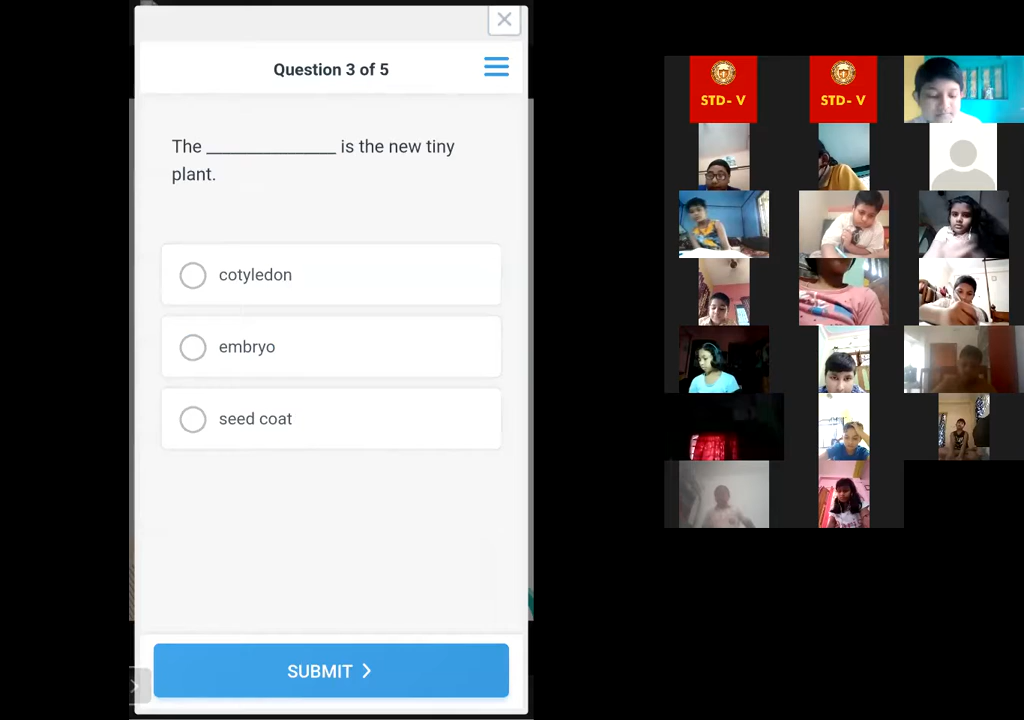 Question 3 of 5
The ______________ is the new tiny
plant.
cotyledon
embryo
seed coat
SUBMIT
STD- V
STD- V